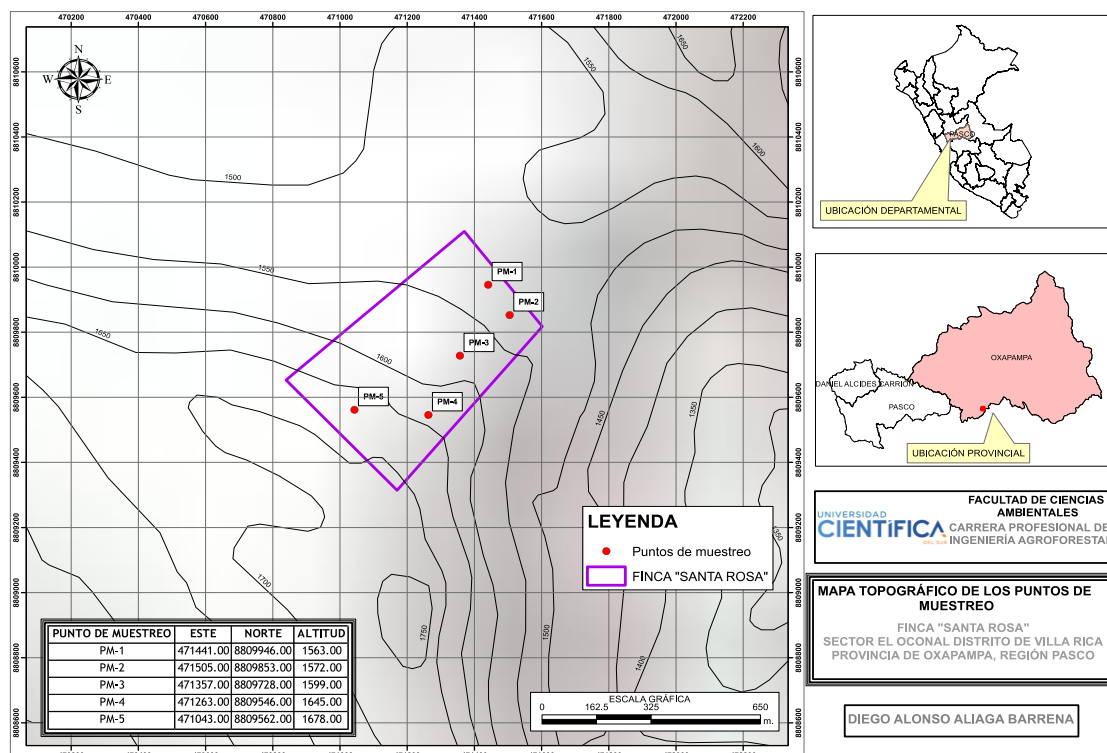 470200 470400 470600 470800 471000 471200 471400 471600 471800 472000 472200
8810600
8810400
8810200
8810000
8809800
8809600
8809400
8809200
8809000
8808800
8808600
N
W E
S
1650
1550
1600
1500
1550
1650
1600
1450
1350
1350
1700
1750
1500
1400
PM-1
PM-2
PM-3
PM-4
PM-5
LEYENDA
Puntos de muestreo
FINCA "SANTA ROSA"
PUNTO DE MUESTREO ESTE NORTE ALTITUD
PM-1 471441.00 8809946.00 1563.00
PM-2 471505.00 8809853.00 1572.00
PM-3 471357.00 8809728.00 1599.00
PM-4 471263.00 8809546.00 1645.00
PM-5 471043.00 8809562.00 1678.00
ESCALA GRÁFICA
0 162.5 325 650
m.
PASCO
UBICACIÓN DEPARTAMENTAL
OXAPAMPA
DANIEL ALCIDES CARRION
PASCO
UBICACIÓN PROVINCIAL
UNIVERSIDAD
CIENTÍFICA
DEL SUR
FACULTAD DE CIENCIAS
AMBIENTALES
CARRERA PROFESIONAL DE
INGENIERÍA AGROFORESTAL
MAPA TOPOGRÁFICO DE LOS PUNTOS DE
MUESTREO
FINCA "SANTA ROSA"
SECTOR EL OCONAL DISTRITO DE VILLA RICA
PROVINCIA DE OXAPAMPA, REGIÓN PASCO
DIEGO ALONSO ALIAGA BARRENA